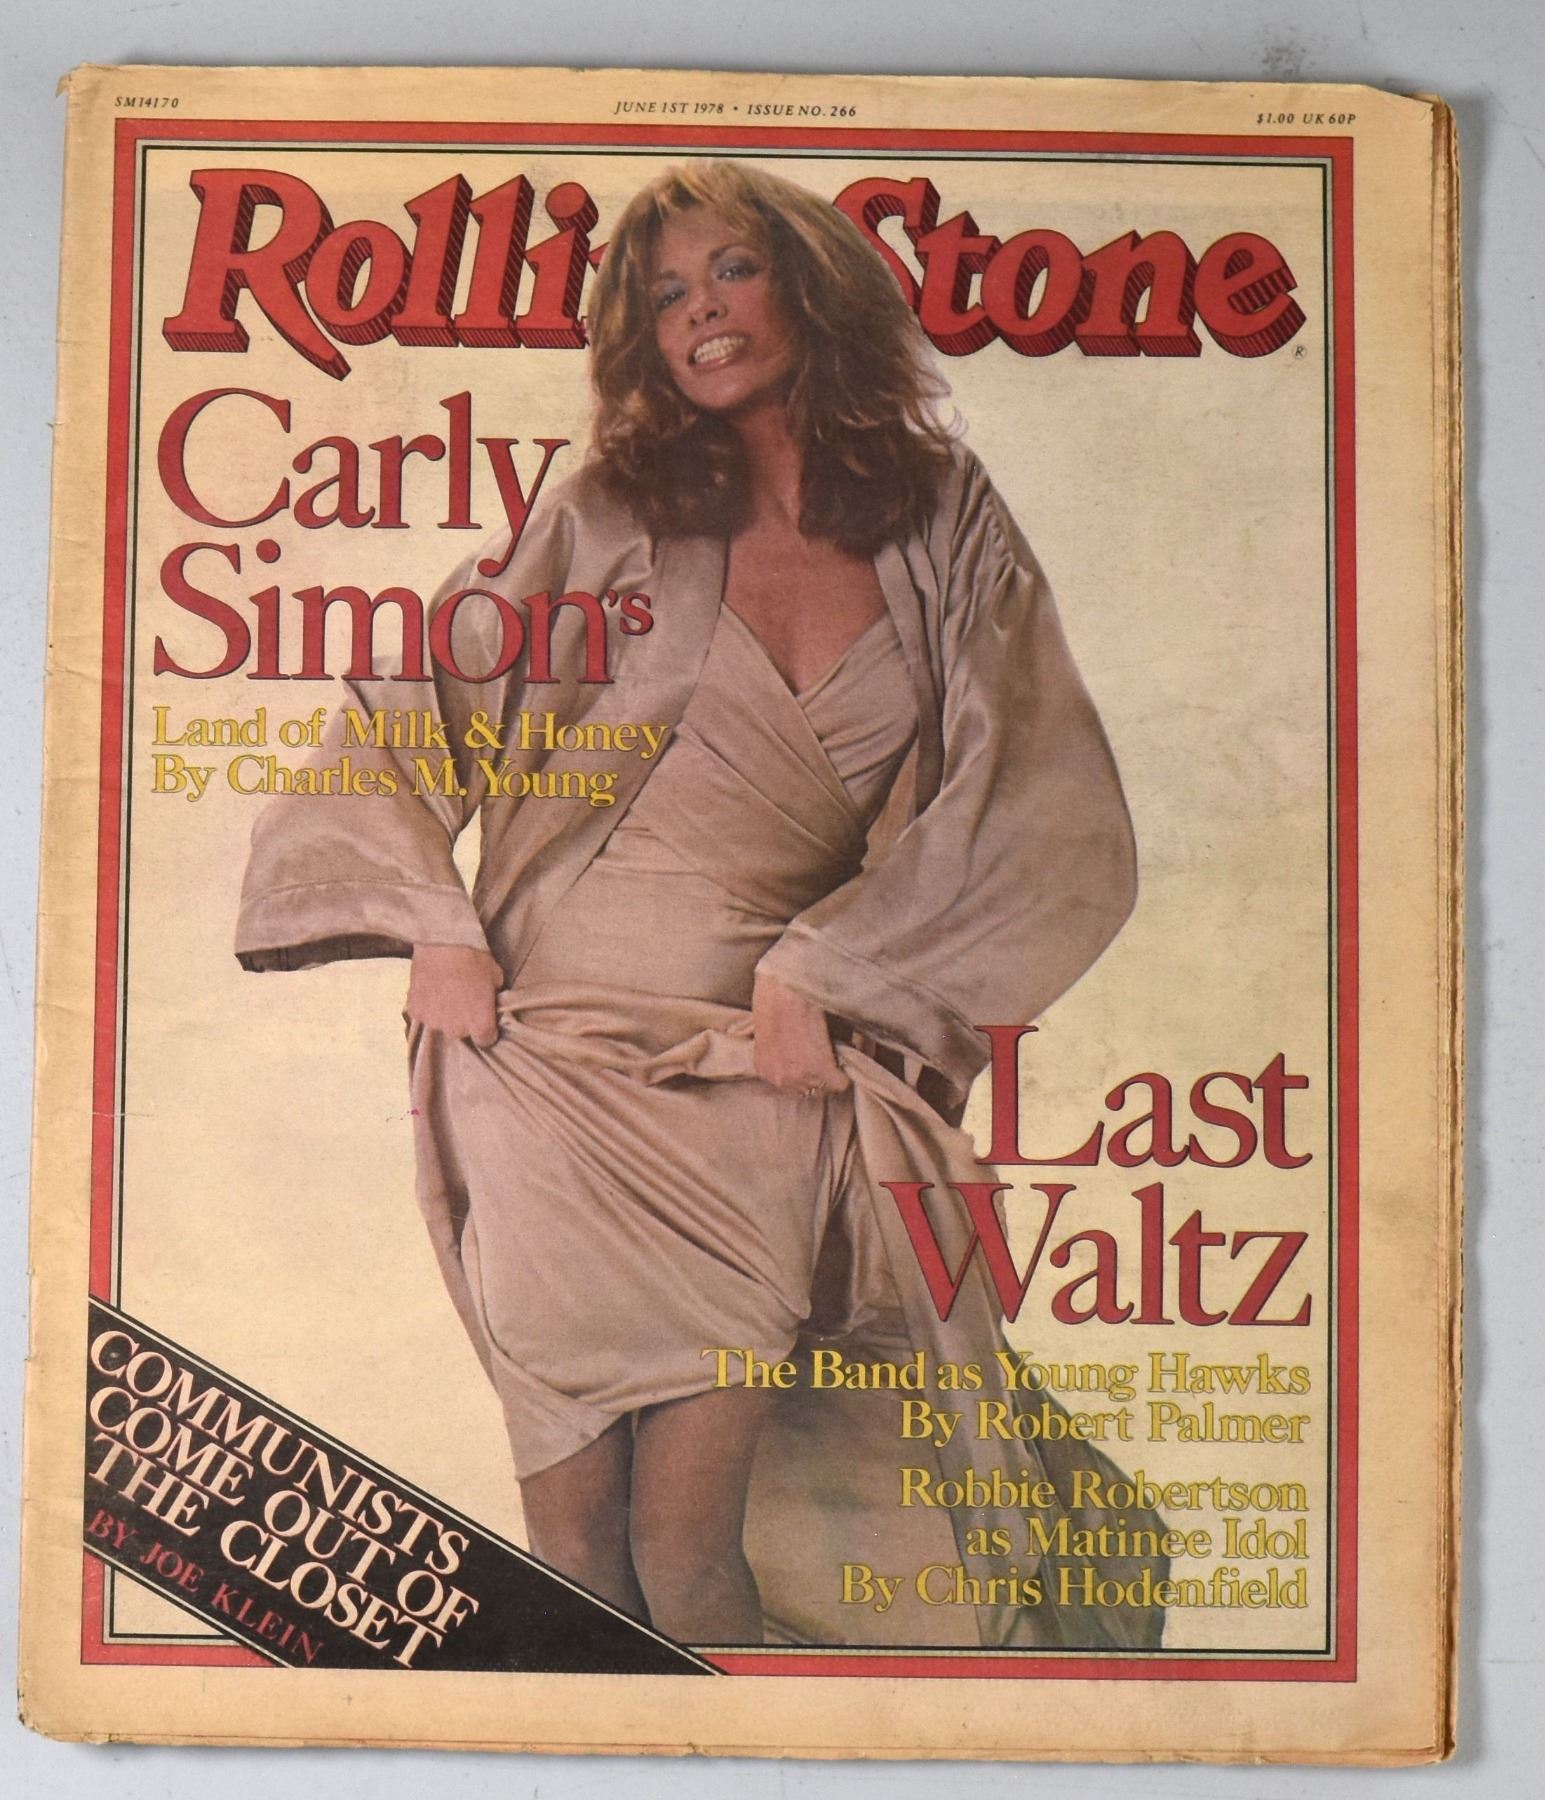 SM14170
JUNE 1ST 1978 • ISSUE NO. 266
$1.00 UK 60P
Rolli Stone
®
Carly
Simon's
Land of Milk & Honey
By Charles M. Young
Last
Waltz
The Band as Young Hawks
By Robert Palmer
Robbie Robertson
as Matinee Idol
By Chris Hodenfield
COMMUNISTS
COME OUT OF
THE CLOSET
BY JOE KLEIN